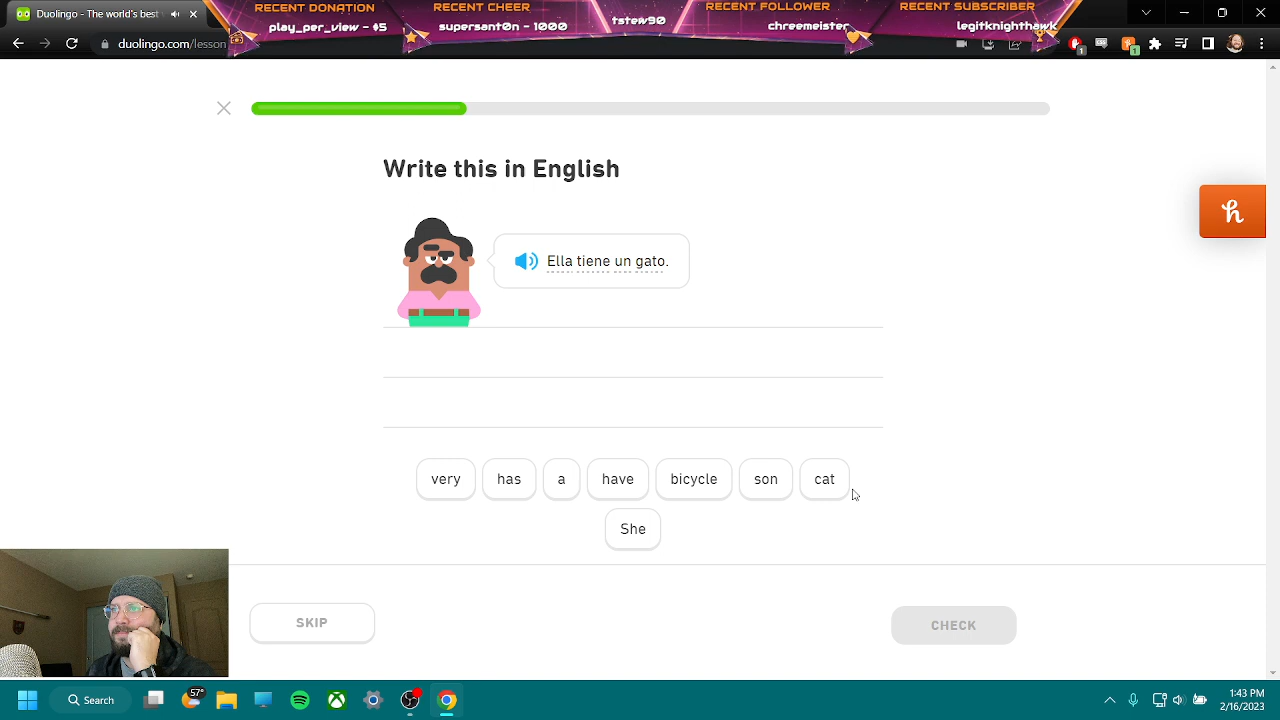 Duolingo - The world's best
RECENT DONATION
play_per_view - $5
RECENT CHEER
supersant0n - 1000
tstew90
RECENT FOLLOWER
chreemeister
RECENT SUBSCRIBER
legitknighthawk
duolingo.com/lesson
1
1
Write this in English
Ella tiene un gato.
very has a have bicycle son cat
She
SKIP
CHECK
57°
Search
1:43 PM
2/16/2023